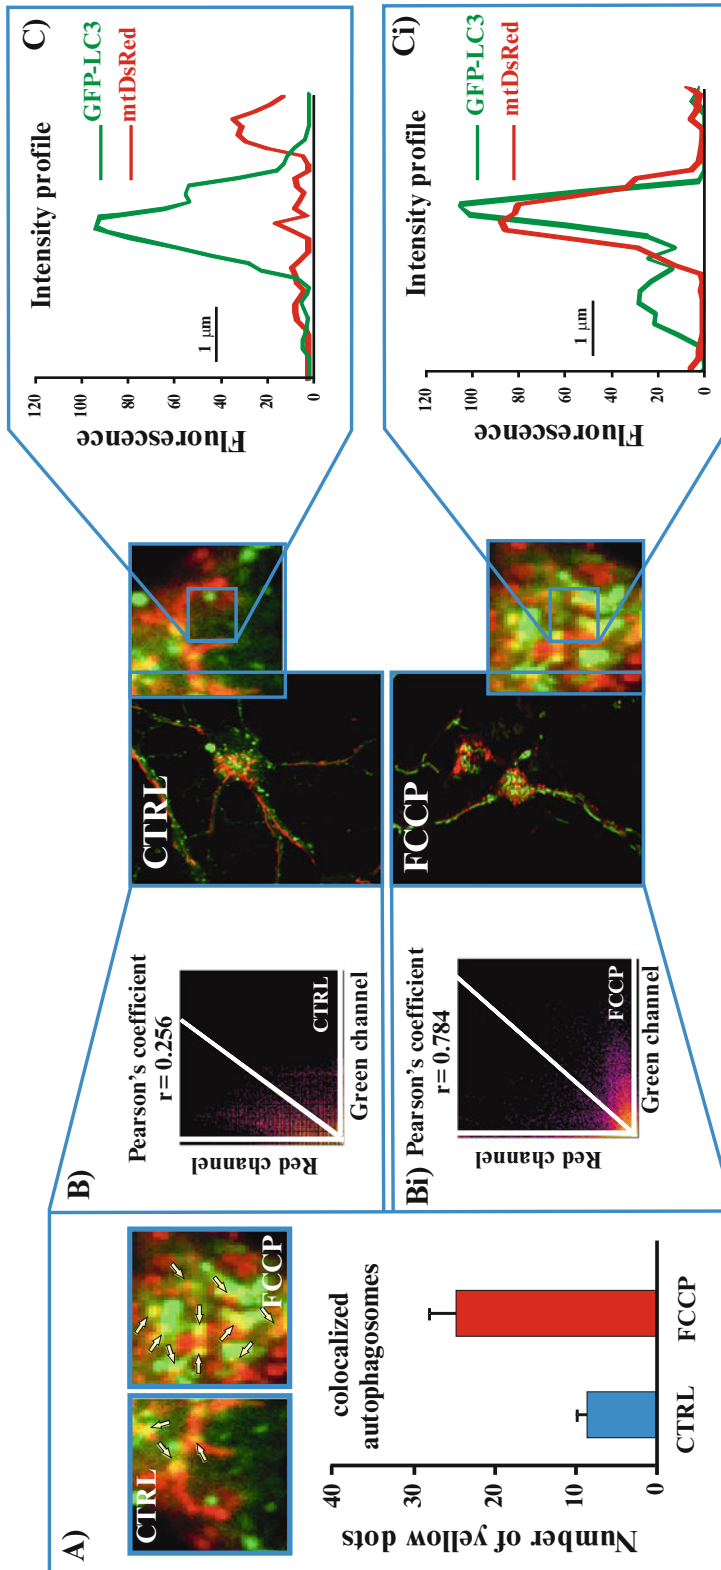 A)
CTRL
FCCP
Number of yellow dots
40
30
20
10
0
colocalized
autophagosomes
CTRL
FCCP
B)
Pearson's coefficient
r = 0.256
Red channel
CTRL
Green channel
Bi)
Pearson's coefficient
r = 0.784
Red channel
FCCP
Green channel
CTRL
FCCP
C)
Intensity profile
GFP-LC3
mtDsRed
Fluorescence
120
100
80
60
40
20
0
1 µm
Ci)
Intensity profile
GFP-LC3
mtDsRed
Fluorescence
120
100
80
60
40
20
0
1 µm